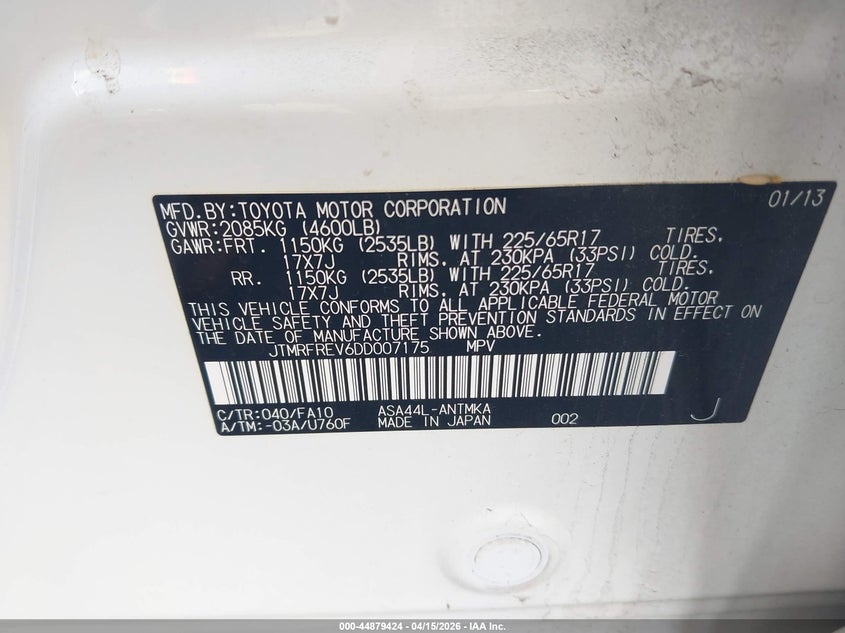 MFD.BY:TOYOTA MOTOR CORPORATION 01/13
GVWR:2085KG (4600LB)
GAWR:FRT. 1150KG (2535LB) WITH 225/65R17 TIRES.
17X7J RIMS. AT 230KPA (33PSI) COLD.
RR. 1150KG (2535LB) WITH 225/65R17 TIRES.
17X7J RIMS. AT 230KPA (33PSI) COLD.
THIS VEHICLE CONFORMS TO ALL APPLICABLE FEDERAL MOTOR
VEHICLE SAFETY AND THEFT PREVENTION STANDARDS IN EFFECT ON
THE DATE OF MANUFACTURE SHOWN ABOVE.
JTMRFREV6DD007175 MPV
C/TR:040/FA10 ASA44L-ANTMKA
A/TM:-03A/U760F MADE IN JAPAN 002 J
000-44879424 - 04/15/2026 - IAA Inc.